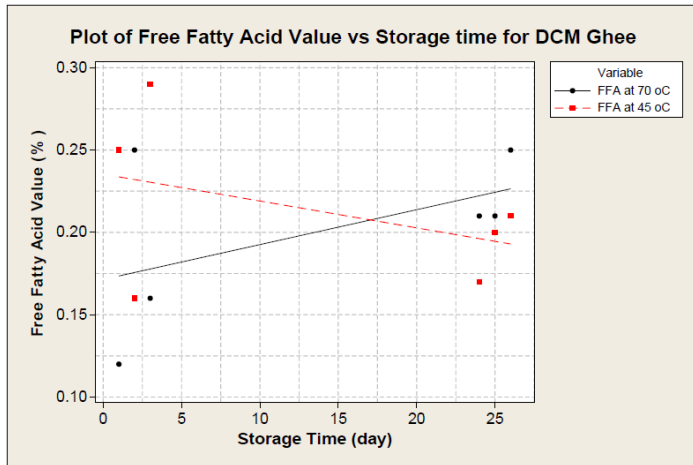 Plot of Free Fatty Acid Value vs Storage time for DCM Ghee
Variable
FFA at 70 oC
FFA at 45 oC
Free Fatty Acid Value (% )
0.30
0.25
0.20
0.15
0.10
0
5
10
15
20
25
Storage Time (day)